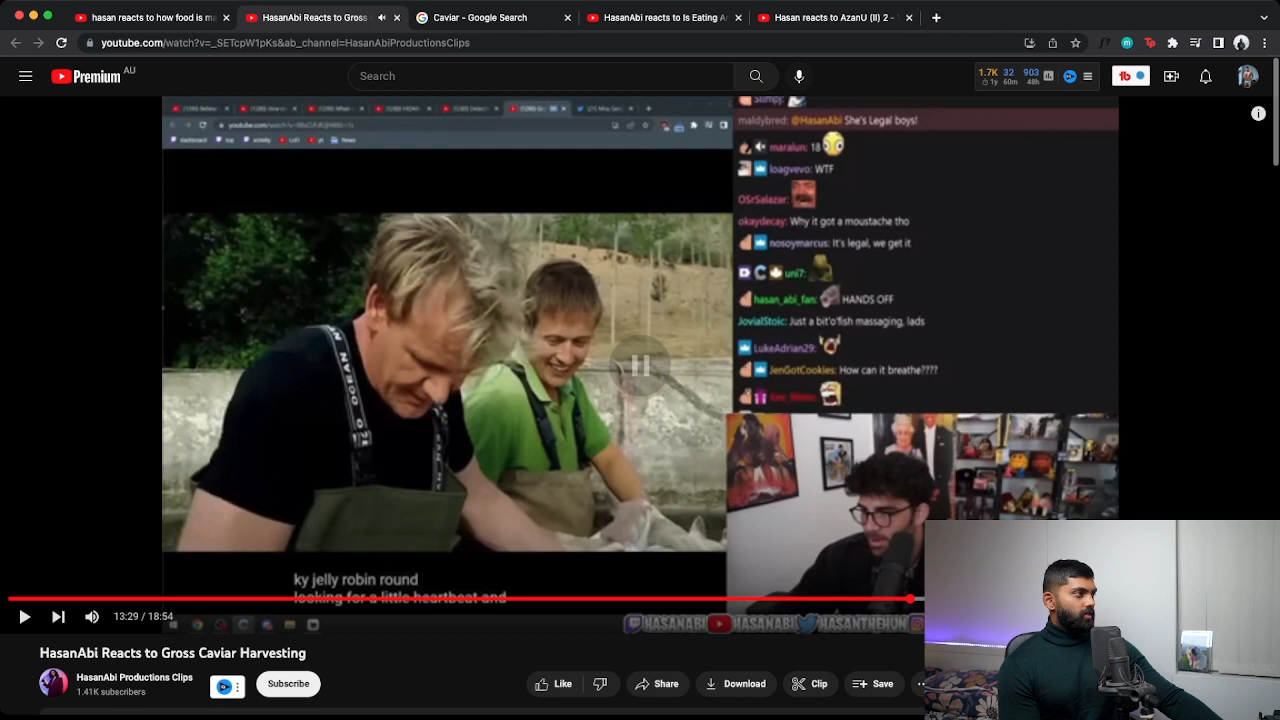 hasan reacts to how food is ma
HasanAbi Reacts to Gross
Caviar - Google Search
HasanAbi reacts to Is Eating As
Hasan reacts to AzanU (II) 2 -
youtube.com/watch?v=_SETcpW1pKs&ab_channel=HasanAbiProductionsClips
Premium AU
Search
1.7K 32 903
1y 60m 48h
maldybred: @HasanAbi She's Legal boys!
maraiun: 18
loagvevo: WTF
OSrSalazar:
okaydecay: Why it got a moustache tho
nosoymarcus: It's legal, we get it
uni7:
hasan_abi_fan: HANDS OFF
JovialStoic: Just a bit'o'fish massaging, lads
LukeAdrian29:
JenGotCookies: How can it breathe????
OCEAN
ky jelly robin round
looking for a little heartbeat and
13:29 / 18:54
HASANABI HASANABI HASANTHEHUN
HasanAbi Reacts to Gross Caviar Harvesting
HasanAbi Productions Clips
1.41K subscribers
Subscribe
Like
Share
Download
Clip
Save